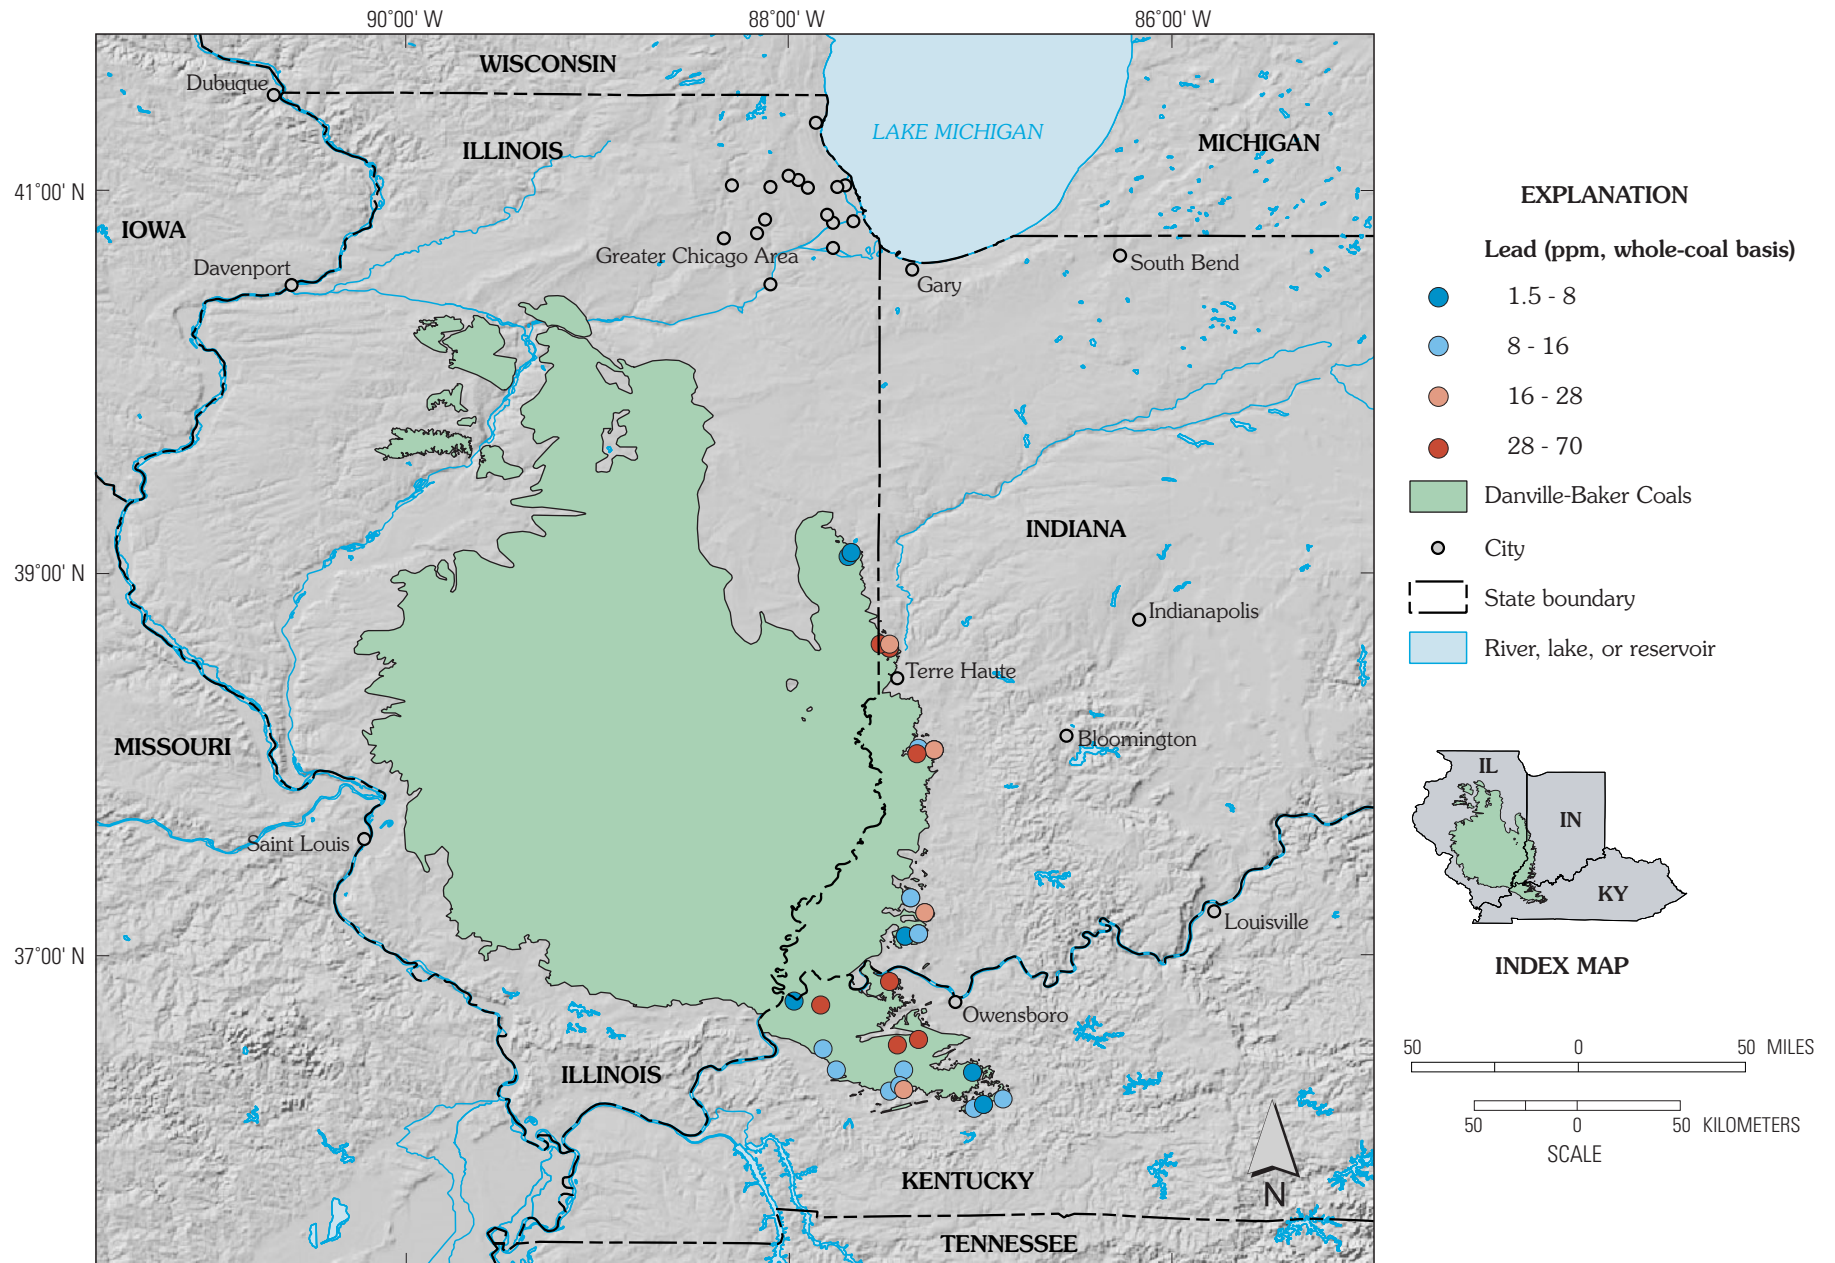 90°00' W
88°00' W
86°00' W
WISCONSIN
Dubuque
LAKE MICHIGAN
MICHIGAN
ILLINOIS
41°00' N
IOWA
Greater Chicago Area
Davenport
South Bend
Gary
INDIANA
39°00' N
Indianapolis
Terre Haute
Bloomington
MISSOURI
Saint Louis
Louisville
37°00' N
Owensboro
ILLINOIS
KENTUCKY
N
TENNESSEE
EXPLANATION
Lead (ppm, whole-coal basis)
1.5 - 8
8 - 16
16 - 28
28 - 70
Danville-Baker Coals
City
State boundary
River, lake, or reservoir
IL
IN
KY
INDEX MAP
50 0 50 MILES
50 0 50 KILOMETERS
SCALE